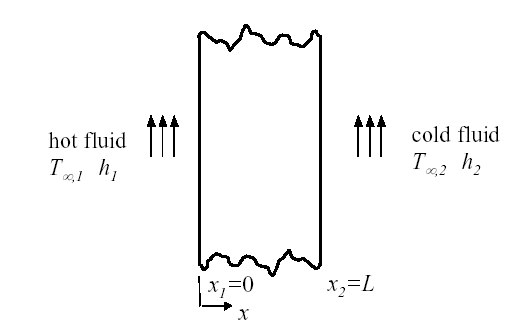 hot fluid
T∞,1 h1
cold fluid
T∞,2 h2
x1=0
x2=L
x